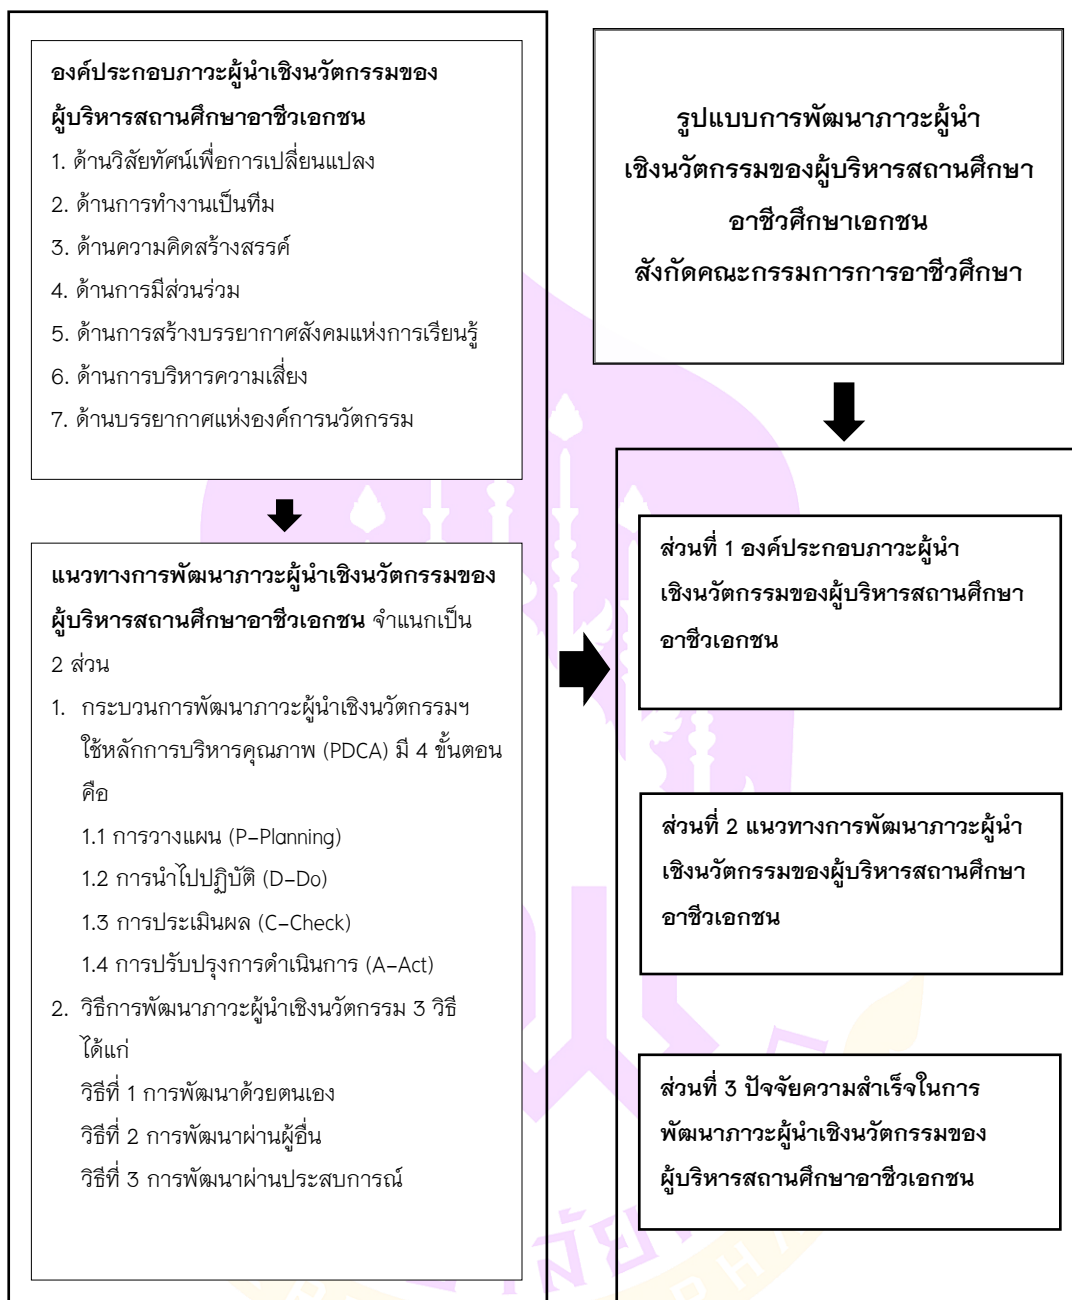 องค์ประกอบภาวะผู้นำเชิงนวัตกรรมของ
ผู้บริหารสถานศึกษาอาชีวเอกชน
1. ด้านวิสัยทัศน์เพื่อการเปลี่ยนแปลง
2. ด้านการทำงานเป็นทีม
3. ด้านความคิดสร้างสรรค์
4. ด้านการมีส่วนร่วม
5. ด้านการสร้างบรรยากาศสังคมแห่งการเรียนรู้
6. ด้านการบริหารความเสี่ยง
7. ด้านบรรยากาศแห่งองค์การนวัตกรรม
แนวทางการพัฒนาภาวะผู้นำเชิงนวัตกรรมของ
ผู้บริหารสถานศึกษาอาชีวเอกชน จำแนกเป็น
2 ส่วน
1. กระบวนการพัฒนาภาวะผู้นำเชิงนวัตกรรมฯ
ใช้หลักการบริหารคุณภาพ (PDCA) มี 4 ขั้นตอน
คือ
1.1 การวางแผน (P-Planning)
1.2 การนำไปปฏิบัติ (D-Do)
1.3 การประเมินผล (C-Check)
1.4 การปรับปรุงการดำเนินการ (A-Act)
2. วิธีการพัฒนาภาวะผู้นำเชิงนวัตกรรม 3 วิธี
ได้แก่
วิธีที่ 1 การพัฒนาด้วยตนเอง
วิธีที่ 2 การพัฒนาผ่านผู้อื่น
วิธีที่ 3 การพัฒนาผ่านประสบการณ์
รูปแบบการพัฒนาภาวะผู้นำ
เชิงนวัตกรรมของผู้บริหารสถานศึกษา
อาชีวศึกษาเอกชน
สังกัดคณะกรรมการการอาชีวศึกษา
ส่วนที่ 1 องค์ประกอบภาวะผู้นำ
เชิงนวัตกรรมของผู้บริหารสถานศึกษา
อาชีวเอกชน
ส่วนที่ 2 แนวทางการพัฒนาภาวะผู้นำ
เชิงนวัตกรรมของผู้บริหารสถานศึกษา
อาชีวเอกชน
ส่วนที่ 3 ปัจจัยความสำเร็จในการ
พัฒนาภาวะผู้นำเชิงนวัตกรรมของ
ผู้บริหารสถานศึกษาอาชีวเอกชน